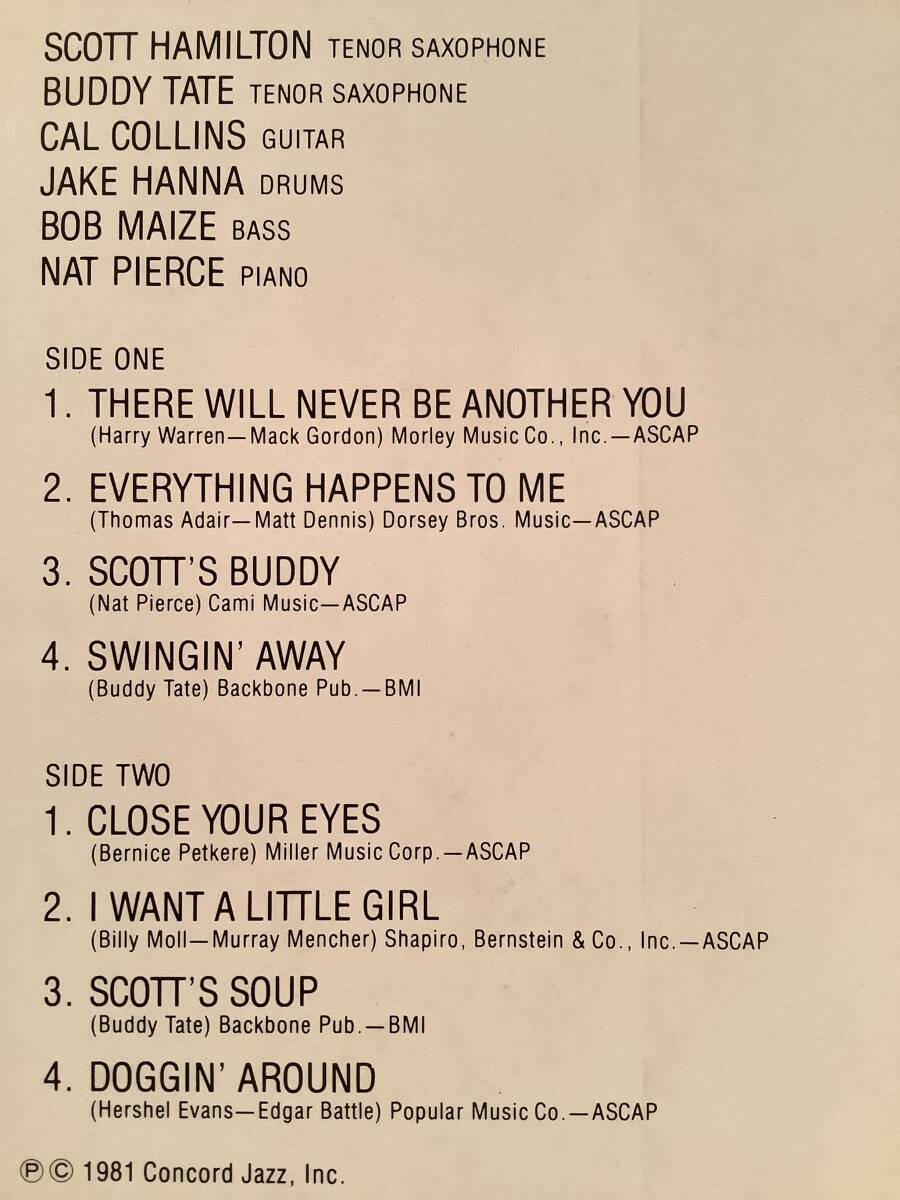 SCOTT HAMILTON TENOR SAXOPHONE
BUDDY TATE TENOR SAXOPHONE
CAL COLLINS GUITAR
JAKE HANNA DRUMS
BOB MAIZE BASS
NAT PIERCE PIANO
SIDE ONE
1. THERE WILL NEVER BE ANOTHER YOU
(Harry Warren—Mack Gordon) Morley Music Co., Inc.—ASCAP
2. EVERYTHING HAPPENS TO ME
(Thomas Adair—Matt Dennis) Dorsey Bros. Music—ASCAP
3. SCOTT'S BUDDY
(Nat Pierce) Cami Music—ASCAP
4. SWINGIN' AWAY
(Buddy Tate) Backbone Pub.—BMI
SIDE TWO
1. CLOSE YOUR EYES
(Bernice Petkere) Miller Music Corp.—ASCAP
2. I WANT A LITTLE GIRL
(Billy Moll—Murray Mencher) Shapiro, Bernstein & Co., Inc.—ASCAP
3. SCOTT'S SOUP
(Buddy Tate) Backbone Pub.—BMI
4. DOGGIN' AROUND
(Hershel Evans—Edgar Battle) Popular Music Co.—ASCAP
℗© 1981 Concord Jazz, Inc.